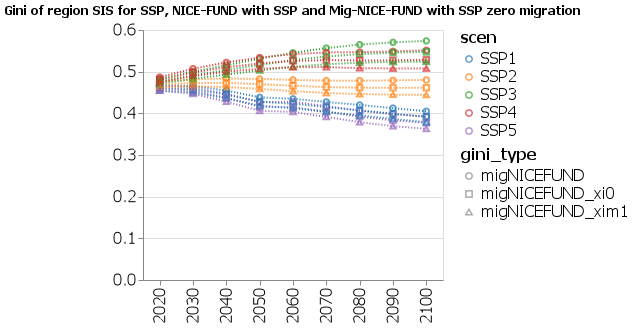 Gini of region SIS for SSP, NICE-FUND with SSP and Mig-NICE-FUND with SSP zero migration
0.6
0.5
0.4
0.3
0.2
0.1
0.0
2020
2030
2040
2050
2060
2070
2080
2090
2100
scen
SSP1
SSP2
SSP3
SSP4
SSP5
gini_type
migNICEFUND
migNICEFUND_xi0
migNICEFUND_xim1